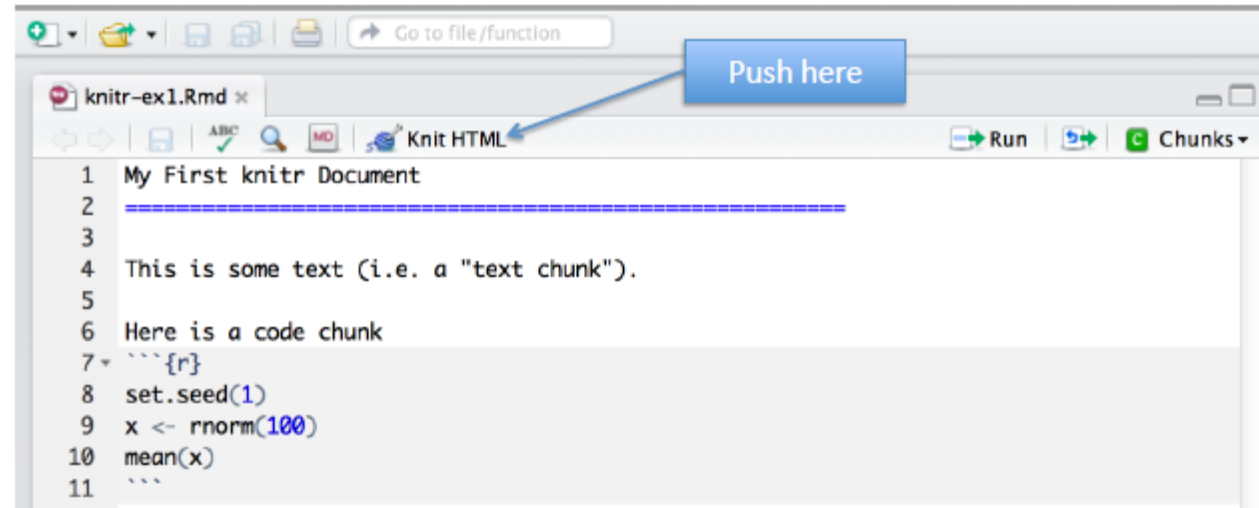 Go to file/function
Push here
knitr-ex1.Rmd
ABC MD Knit HTML Run C Chunks
1 My First knitr Document
2 ========================================================
3
4 This is some text (i.e. a "text chunk").
5
6 Here is a code chunk
7 ```{r}
8 set.seed(1)
9 x <- rnorm(100)
10 mean(x)
11 ```